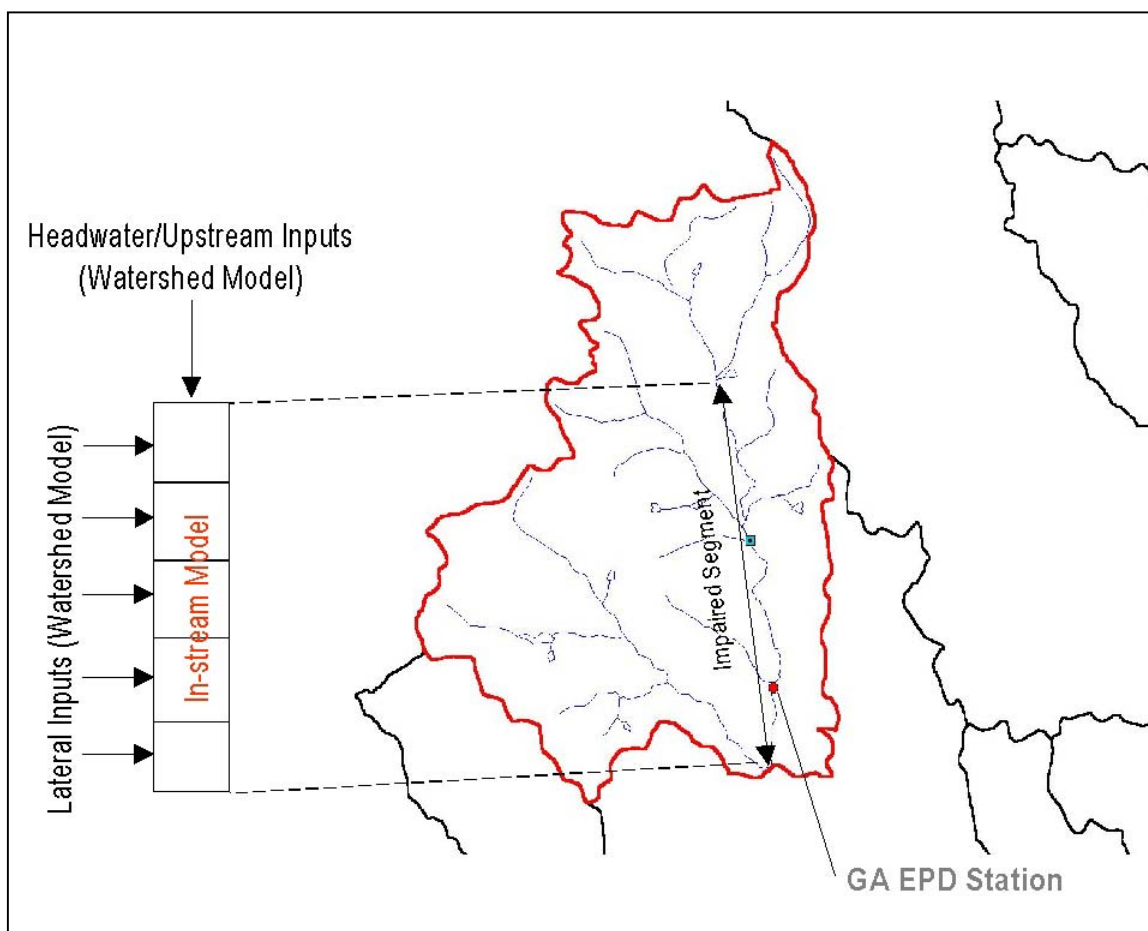 Headwater/Upstream Inputs
(Watershed Model)
Lateral Inputs (Watershed Model)
In-stream Model
Impaired Segment
GA EPD Station